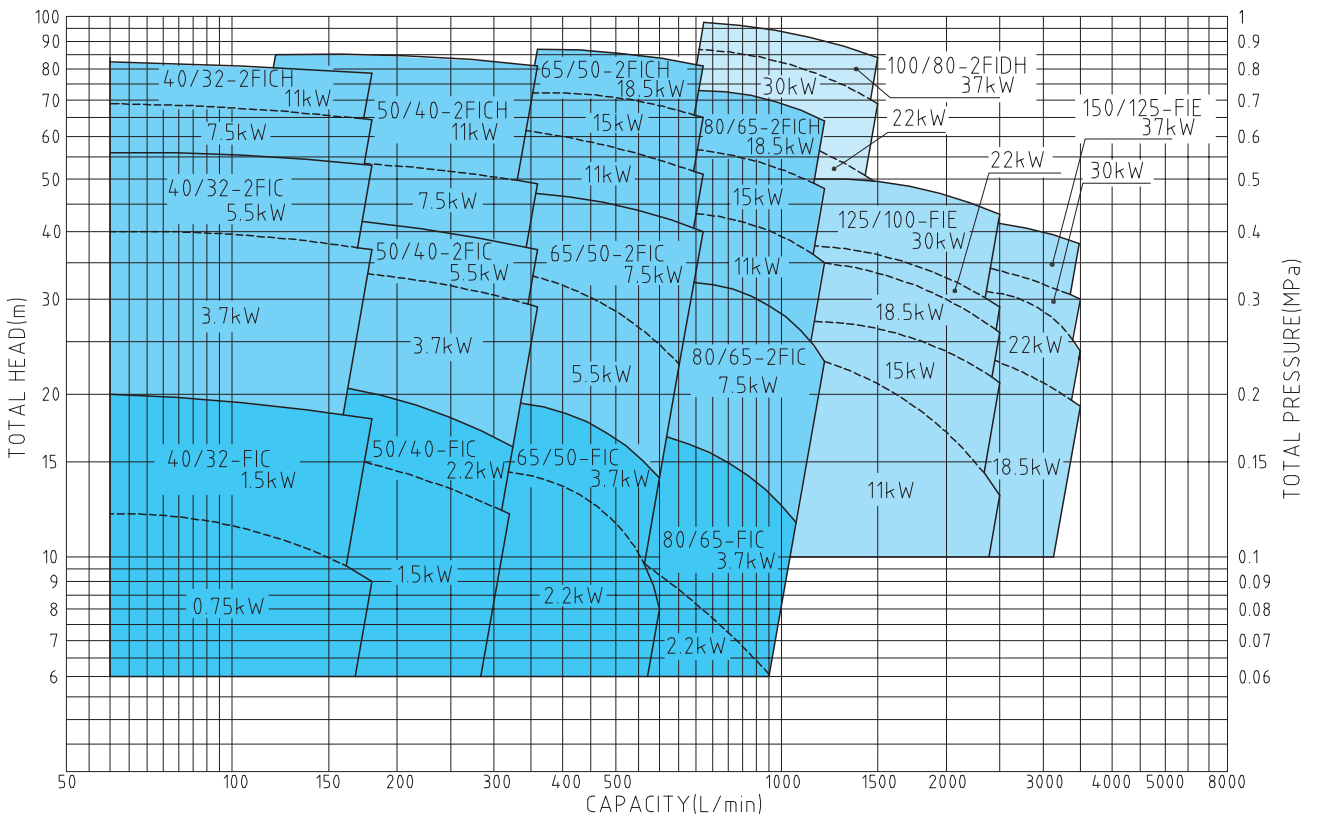 100
90
80
70
60
50
40
30
20
15
10
9
8
7
6
TOTAL HEAD(m)
1
0.9
0.8
0.7
0.6
0.5
0.4
0.3
0.2
0.15
0.1
0.09
0.08
0.07
0.06
TOTAL PRESSURE(MPa)
40/32-2FICH
11kW
7.5kW
40/32-2FIC
5.5kW
3.7kW
40/32-FIC
1.5kW
0.75kW
50/40-2FICH
11kW
7.5kW
50/40-2FIC
5.5kW
3.7kW
50/40-FIC
2.2kW
1.5kW
65/50-2FICH
18.5kW
15kW
11kW
65/50-2FIC
7.5kW
5.5kW
65/50-FIC
3.7kW
2.2kW
30kW
80/65-2FICH
18.5kW
15kW
11kW
80/65-2FIC
7.5kW
80/65-FIC
3.7kW
2.2kW
100/80-2FIDH
37kW
22kW
125/100-FIE
30kW
22kW
18.5kW
15kW
11kW
150/125-FIE
37kW
30kW
22kW
18.5kW
50 100 150 200 300 400 500 1000 1500 2000 3000 4000 5000 8000
CAPACITY(L/min)